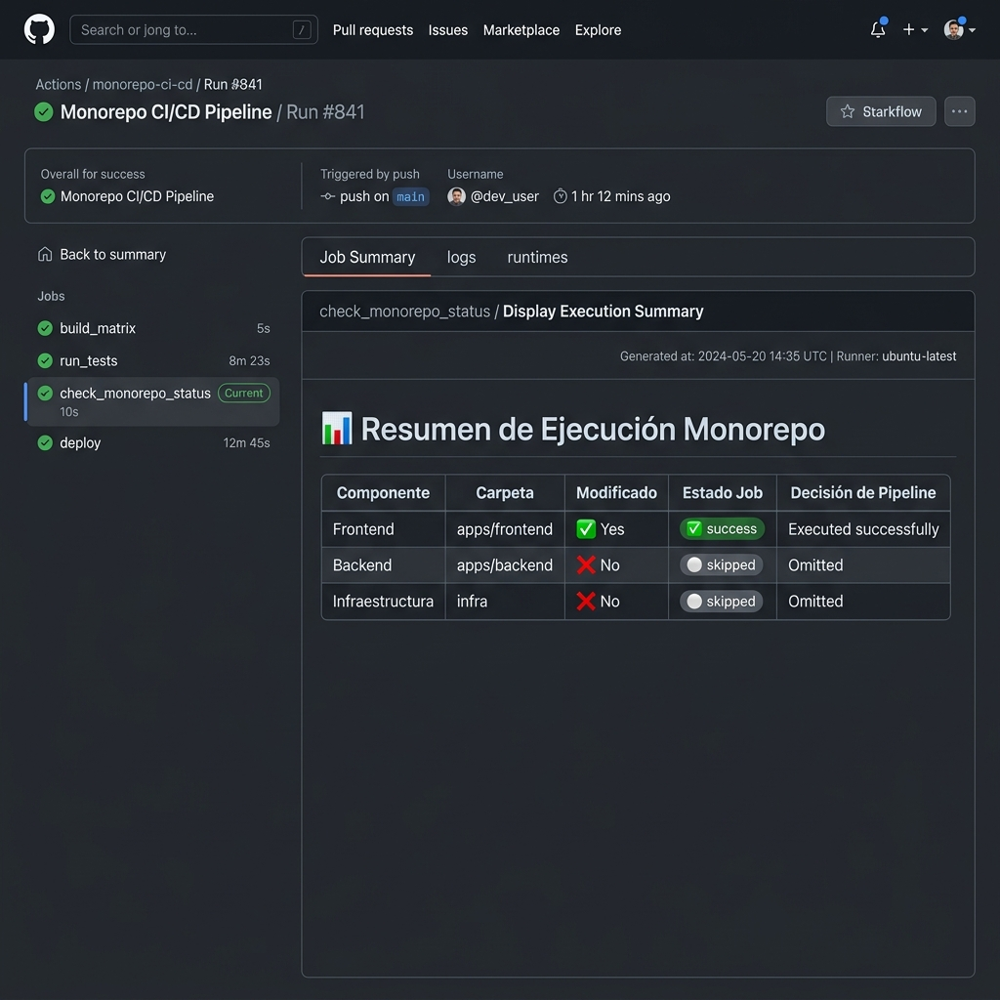 Search or jong to... /
Pull requests Issues Marketplace Explore
Actions / monorepo-ci-cd / Run #841
Monorepo CI/CD Pipeline / Run #841
Starkflow
Overall for success
Monorepo CI/CD Pipeline
Triggered by push
push on main
Username
@dev_user
1 hr 12 mins ago
Back to summary
Jobs
build_matrix 5s
run_tests 8m 23s
check_monorepo_status Current
10s
deploy 12m 45s
Job Summary logs runtimes
check_monorepo_status / Display Execution Summary
Generated at: 2024-05-20 14:35 UTC | Runner: ubuntu-latest
Resumen de Ejecución Monorepo
Componente Carpeta Modificado Estado Job Decisión de Pipeline
Frontend apps/frontend ✅ Yes ✅ success Executed successfully
Backend apps/backend ❌ No ⚪ skipped Omitted
Infraestructura infra ❌ No ⚪ skipped Omitted